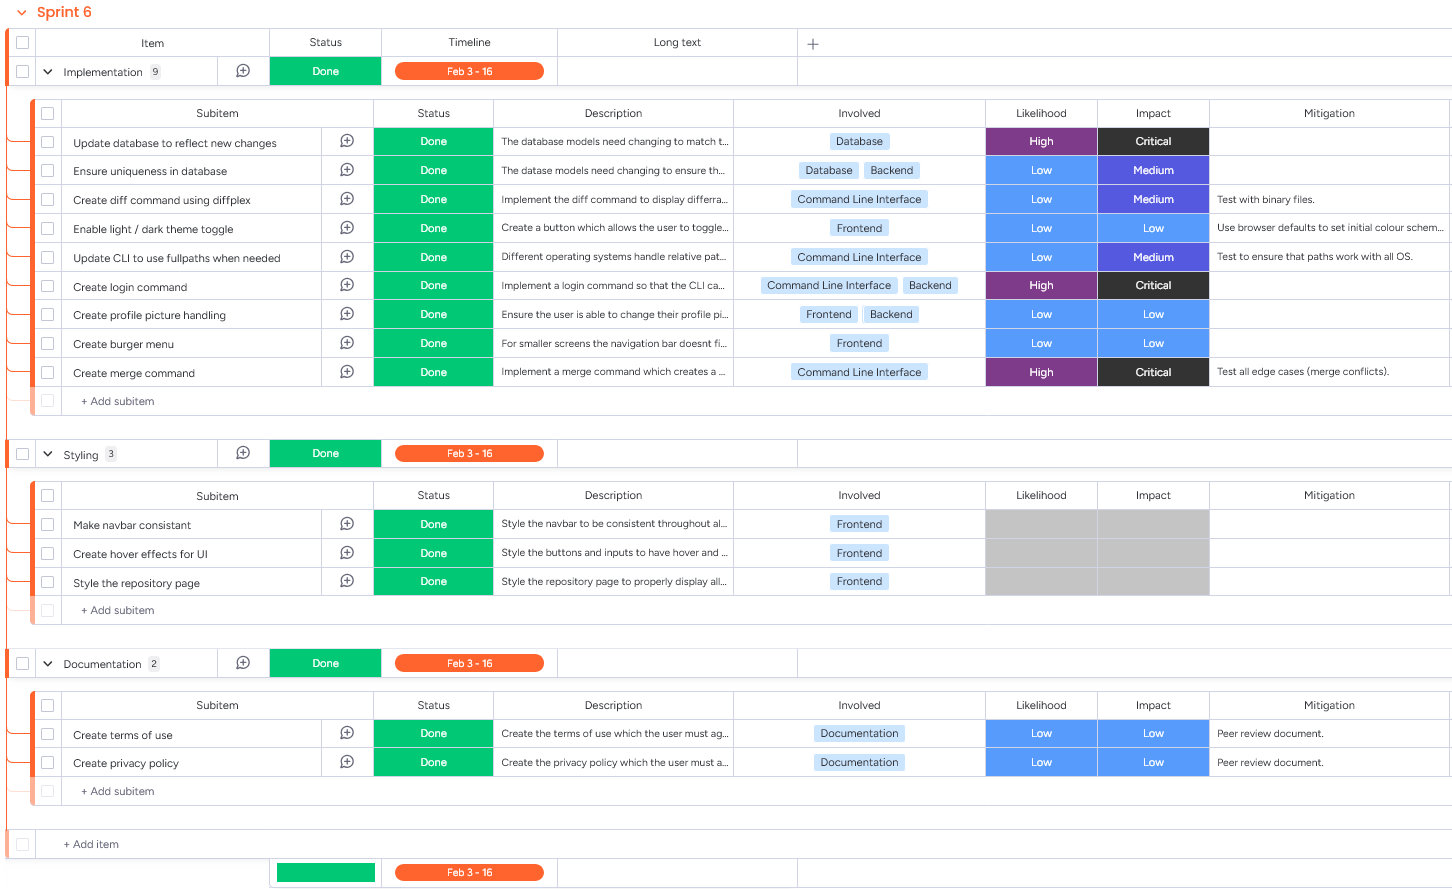 Sprint 6
Item Status Timeline Long text
Implementation 9 Done Feb 3 - 16
Subitem Status Description Involved Likelihood Impact Mitigation
Update database to reflect new changes Done The database models need changing to match t... Database High Critical
Ensure uniqueness in database Done The datase models need changing to ensure th... Database Backend Low Medium
Create diff command using diffplex Done Implement the diff command to display differra... Command Line Interface Low Medium Test with binary files.
Enable light / dark theme toggle Done Create a button which allows the user to toggle... Frontend Low Low Use browser defaults to set initial colour schem...
Update CLI to use fullpaths when needed Done Different operating systems handle relative pat... Command Line Interface Low Medium Test to ensure that paths work with all OS.
Create login command Done Implement a login command so that the CLI ca... Command Line Interface Backend High Critical
Create profile picture handling Done Ensure the user is able to change their profile pi... Frontend Backend Low Low
Create burger menu Done For smaller screens the navigation bar doesnt fi... Frontend Low Low
Create merge command Done Implement a merge command which creates a ... Command Line Interface High Critical Test all edge cases (merge conflicts).
+ Add subitem
Styling 3 Done Feb 3 - 16
Subitem Status Description Involved Likelihood Impact Mitigation
Make navbar consistant Done Style the navbar to be consistent throughout al... Frontend
Create hover effects for UI Done Style the buttons and inputs to have hover and ... Frontend
Style the repository page Done Style the repository page to properly display all... Frontend
+ Add subitem
Documentation 2 Done Feb 3 - 16
Subitem Status Description Involved Likelihood Impact Mitigation
Create terms of use Done Create the terms of use which the user must ag... Documentation Low Low Peer review document.
Create privacy policy Done Create the privacy policy which the user must a... Documentation Low Low Peer review document.
+ Add subitem
+ Add item
Feb 3 - 16